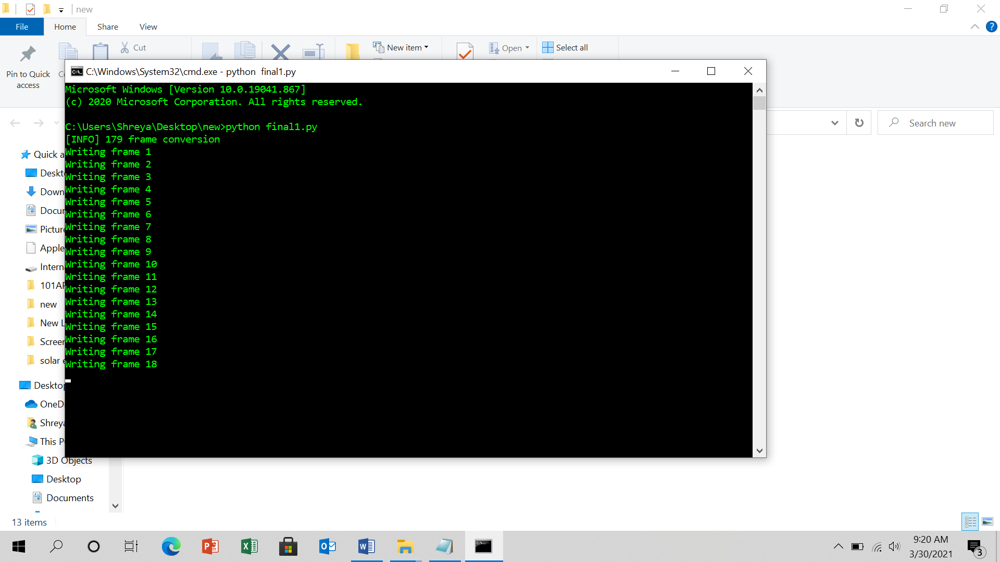 new
File
Home
Share
View
Pin to Quick
access
Cut
New item
Open
Select all
C:\Windows\System32\cmd.exe - python  final1.py
Microsoft Windows [Version 10.0.19041.867]
(c) 2020 Microsoft Corporation. All rights reserved.
C:\Users\Shreya\Desktop\new>python final1.py
[INFO] 179 frame conversion
Writing frame 1
Writing frame 2
Writing frame 3
Writing frame 4
Writing frame 5
Writing frame 6
Writing frame 7
Writing frame 8
Writing frame 9
Writing frame 10
Writing frame 11
Writing frame 12
Writing frame 13
Writing frame 14
Writing frame 15
Writing frame 16
Writing frame 17
Writing frame 18
Search new
Quick a
Deskt
Down
Docu
Picture
Apple
Intern
101AP
new
New L
Screen
solar e
Desktop
OneD
Shreya
This P
3D Objects
Desktop
Documents
13 items
9:20 AM
3/30/2021
3